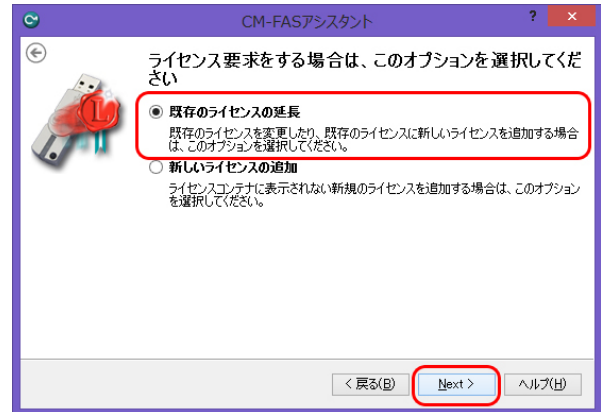 CM-FASアシスタント
? ×
ライセンス要求をする場合は、このオプションを選択してくだ
さい
既存のライセンスの延長
既存のライセンスを変更したり、既存のライセンスに新しいライセンスを追加する場合
は、このオプションを選択してください。
新しいライセンスの追加
ライセンスコンテナに表示されない新規のライセンスを追加する場合は、このオプション
を選択してください。
< 戻る(B) Next > ヘルプ(H)